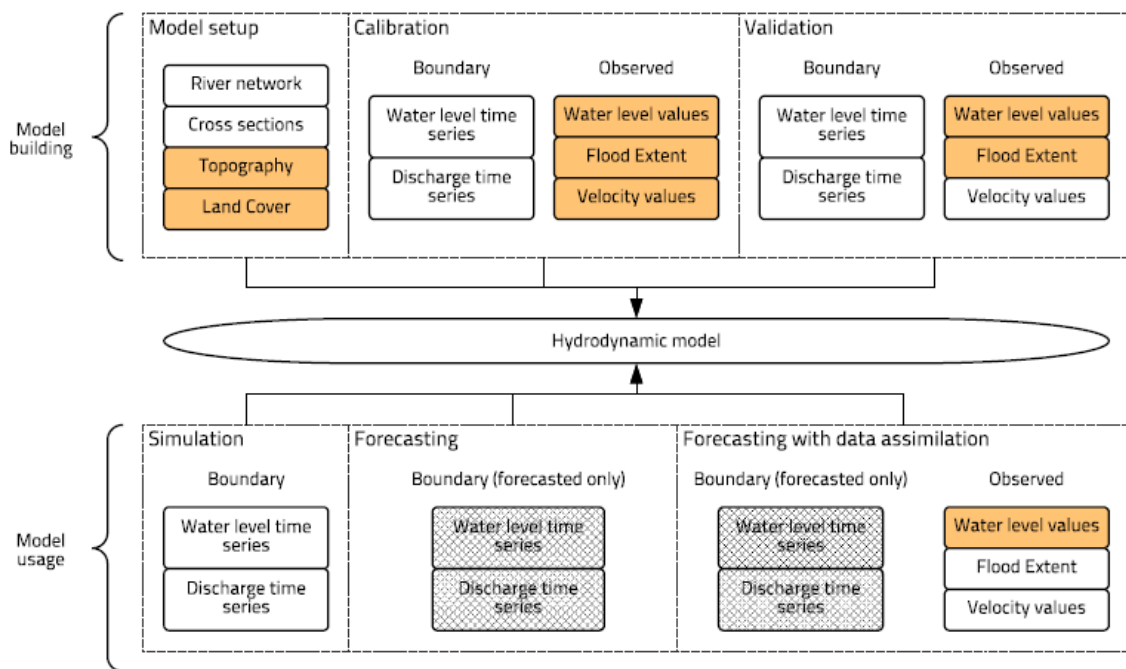 Model setup
River network
Cross sections
Topography
Land Cover
Calibration
Boundary
Water level time
series
Discharge time
series
Observed
Water level values
Flood Extent
Velocity values
Validation
Boundary
Water level time
series
Discharge time
series
Observed
Water level values
Flood Extent
Velocity values
Model
building
Hydrodynamic model
Model
usage
Simulation
Boundary
Water level time
series
Discharge time
series
Forecasting
Boundary (forecasted only)
Water level time
series
Discharge time
series
Forecasting with data assimilation
Boundary (forecasted only)
Water level time
series
Discharge time
series
Observed
Water level values
Flood Extent
Velocity values